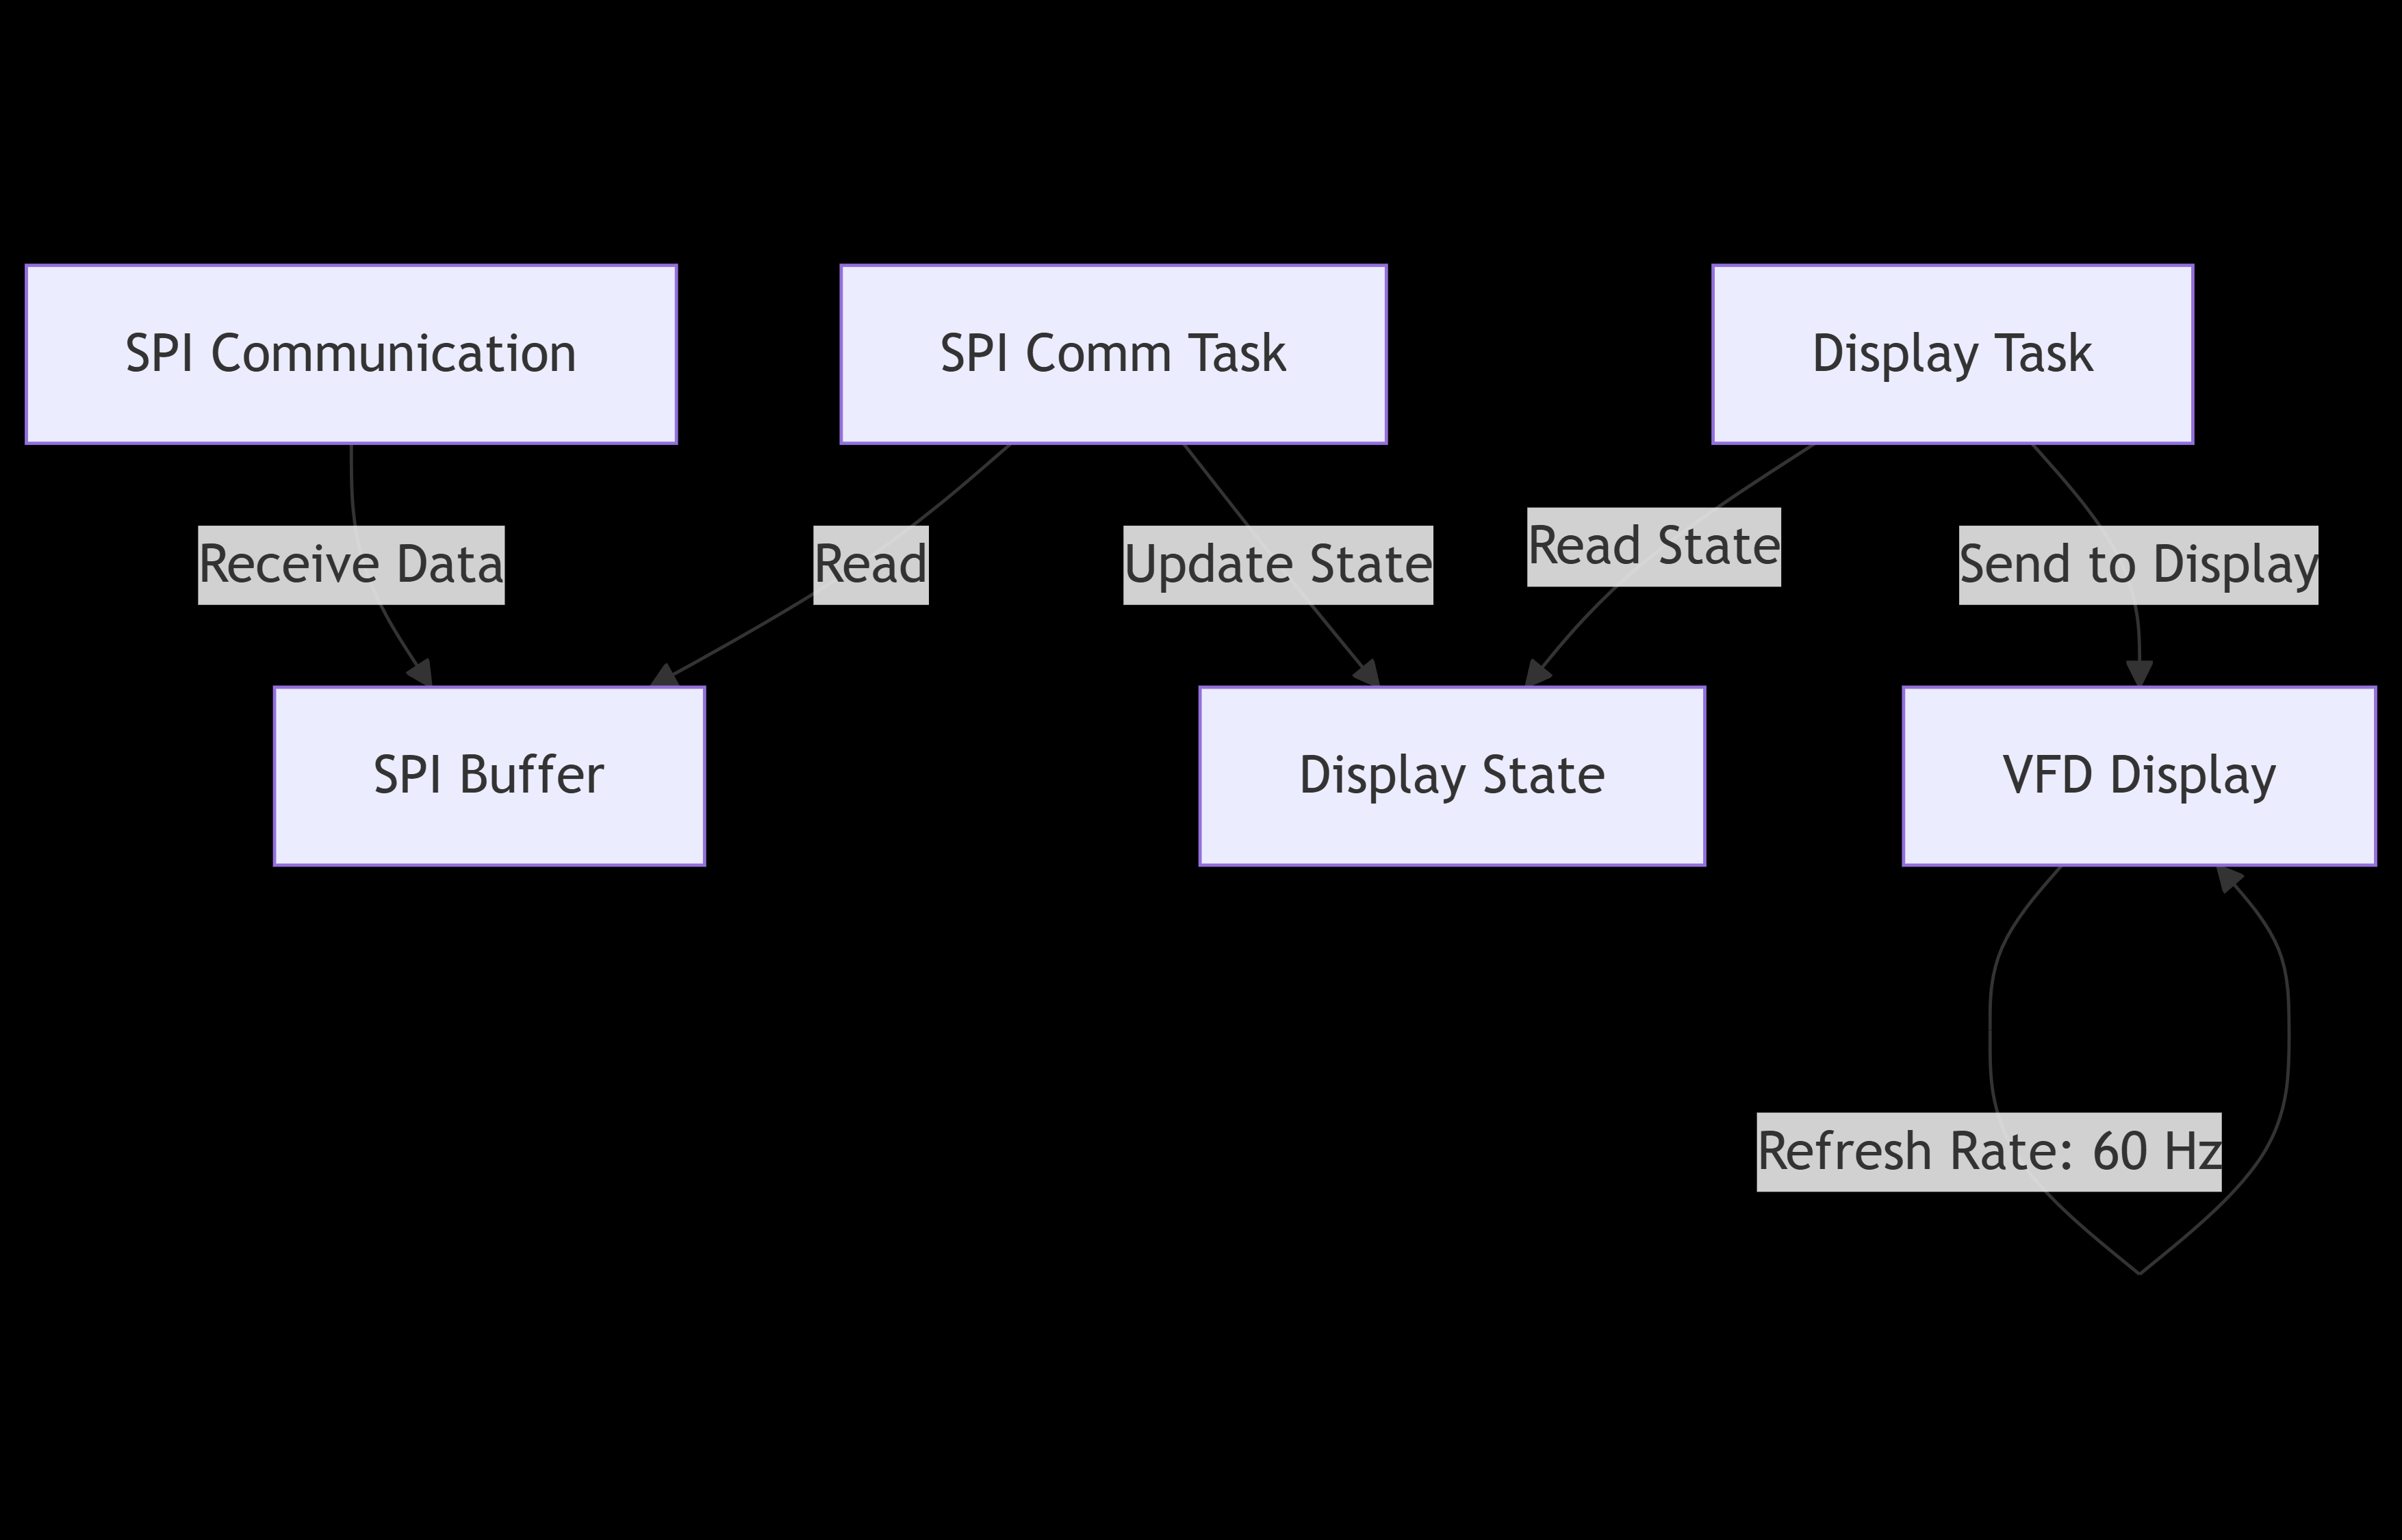 SPI Communication
SPI Comm Task
Display Task
Receive Data
Read
Update State
Read State
Send to Display
SPI Buffer
Display State
VFD Display
Refresh Rate: 60 Hz